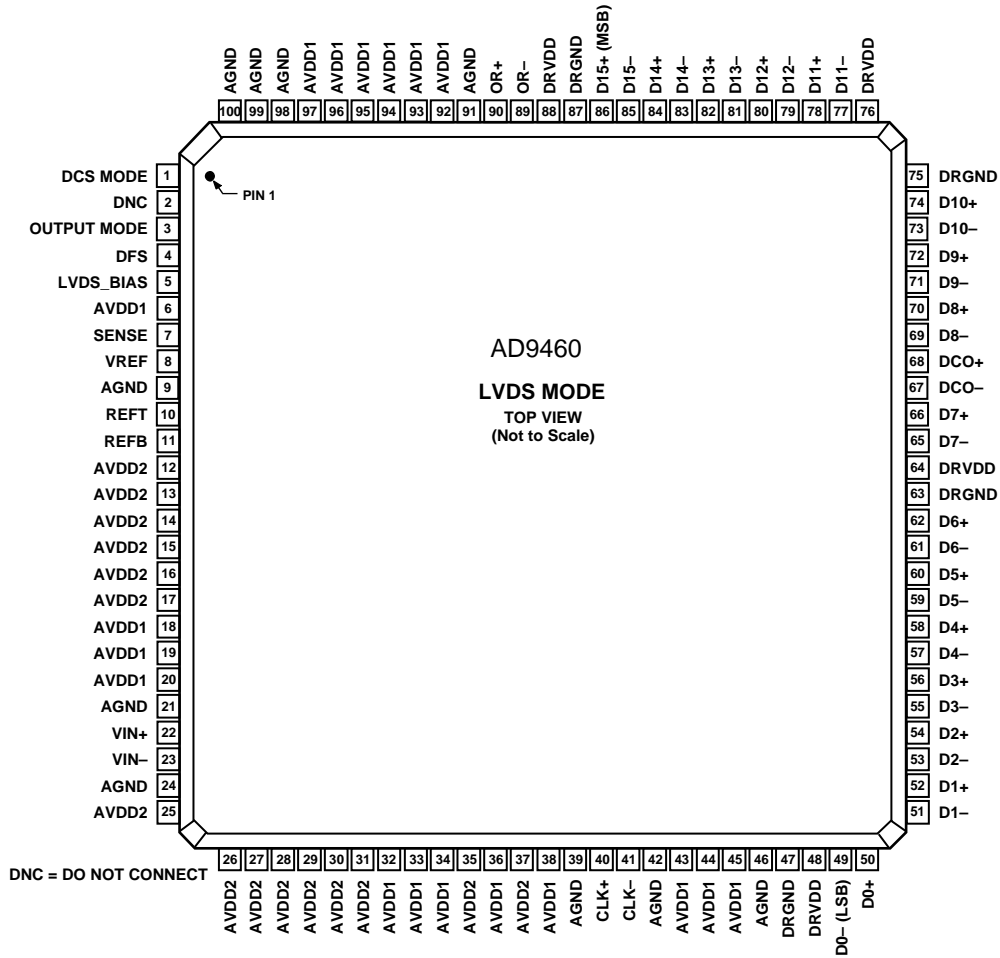 AGND
AGND
AGND
AVDD1
AVDD1
AVDD1
AVDD1
AVDD1
AVDD1
AGND
OR+
OR–
DRVDD
DRGND
D15+ (MSB)
D15–
D14+
D14–
D13+
D13–
D12+
D12–
D11+
D11–
DRVDD
100 99 98 97 96 95 94 93 92 91 90 89 88 87 86 85 84 83 82 81 80 79 78 77 76
DCS MODE 1
DNC 2
OUTPUT MODE 3
DFS 4
LVDS_BIAS 5
AVDD1 6
SENSE 7
VREF 8
AGND 9
REFT 10
REFB 11
AVDD2 12
AVDD2 13
AVDD2 14
AVDD2 15
AVDD2 16
AVDD2 17
AVDD1 18
AVDD1 19
AVDD1 20
AGND 21
VIN+ 22
VIN– 23
AGND 24
AVDD2 25
PIN 1
AD9460
LVDS MODE
TOP VIEW
(Not to Scale)
75 DRGND
74 D10+
73 D10–
72 D9+
71 D9–
70 D8+
69 D8–
68 DCO+
67 DCO–
66 D7+
65 D7–
64 DRVDD
63 DRGND
62 D6+
61 D6–
60 D5+
59 D5–
58 D4+
57 D4–
56 D3+
55 D3–
54 D2+
53 D2–
52 D1+
51 D1–
26 27 28 29 30 31 32 33 34 35 36 37 38 39 40 41 42 43 44 45 46 47 48 49 50
DNC = DO NOT CONNECT
AVDD2
AVDD2
AVDD2
AVDD2
AVDD2
AVDD2
AVDD1
AVDD1
AVDD1
AVDD2
AVDD1
AVDD2
AVDD1
AGND
CLK+
CLK–
AGND
AVDD1
AVDD1
AVDD1
AGND
DRGND
DRVDD
D0– (LSB)
D0+